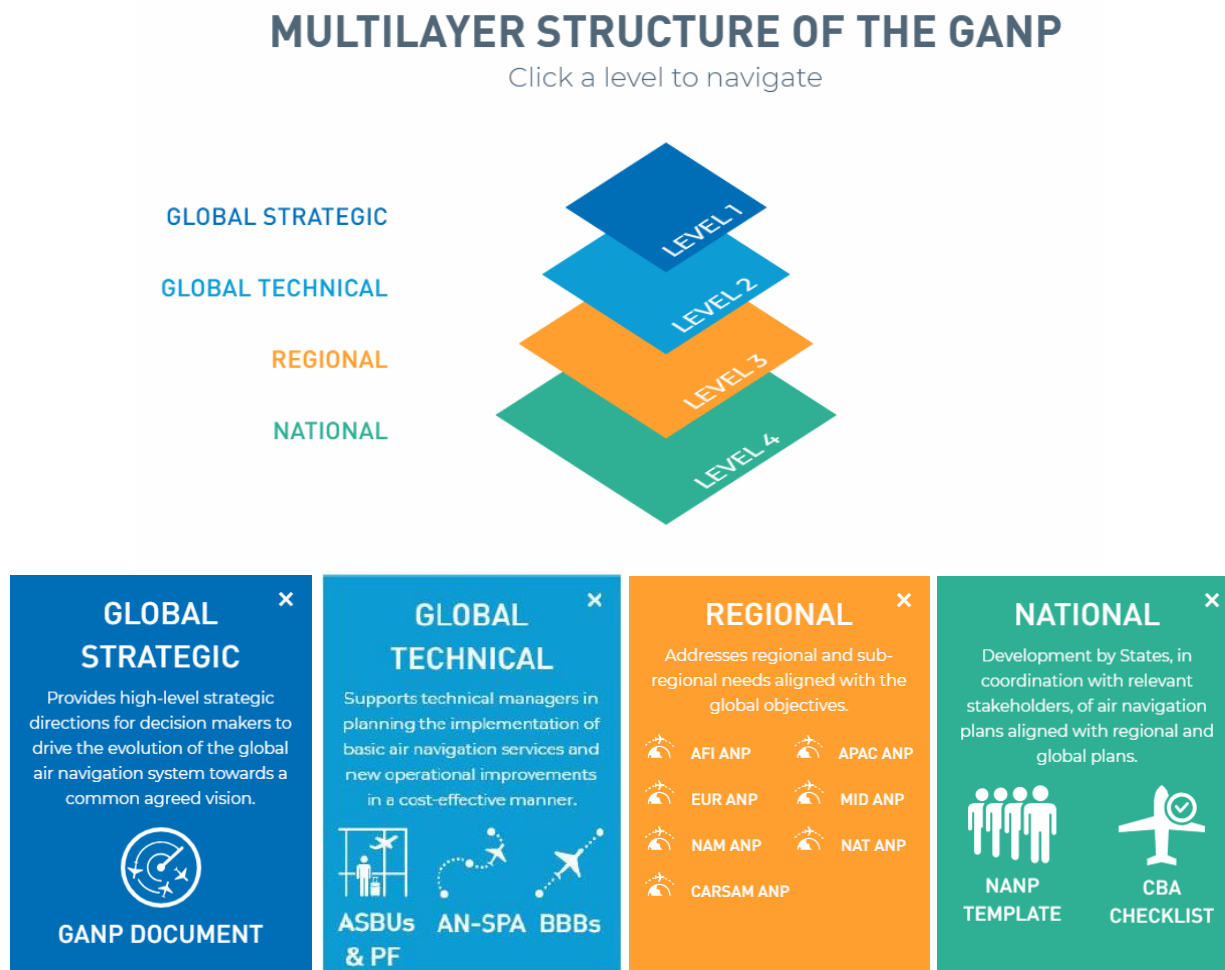 MULTILAYER STRUCTURE OF THE GANP
Click a level to navigate
GLOBAL STRATEGIC
GLOBAL TECHNICAL
REGIONAL
NATIONAL
LEVEL 1
LEVEL 2
LEVEL 3
LEVEL 4
×
GLOBAL
STRATEGIC
Provides high-level strategic
directions for decision makers to
drive the evolution of the global
air navigation system towards a
common agreed vision.
GANP DOCUMENT
×
GLOBAL
TECHNICAL
Supports technical managers in
planning the implementation of
basic air navigation services and
new operational improvements
in a cost-effective manner.
ASBUs
& PF
AN-SPA
BBBs
×
REGIONAL
Addresses regional and sub-
regional needs aligned with the
global objectives.
AFI ANP
APAC ANP
EUR ANP
MID ANP
NAM ANP
NAT ANP
CARSAM ANP
×
NATIONAL
Development by States, in
coordination with relevant
stakeholders, of air navigation
plans aligned with regional and
global plans.
NANP
TEMPLATE
CBA
CHECKLIST